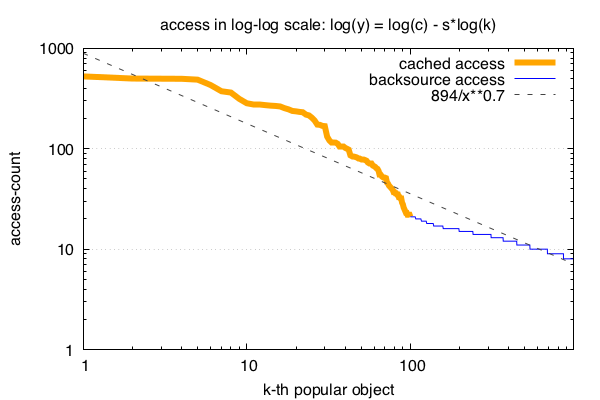 access in log-log scale: log(y) = log(c) - s*log(k)
1000
cached access
backsource access
894/x**0.7
100
access-count
10
1
1
10
100
k-th popular object